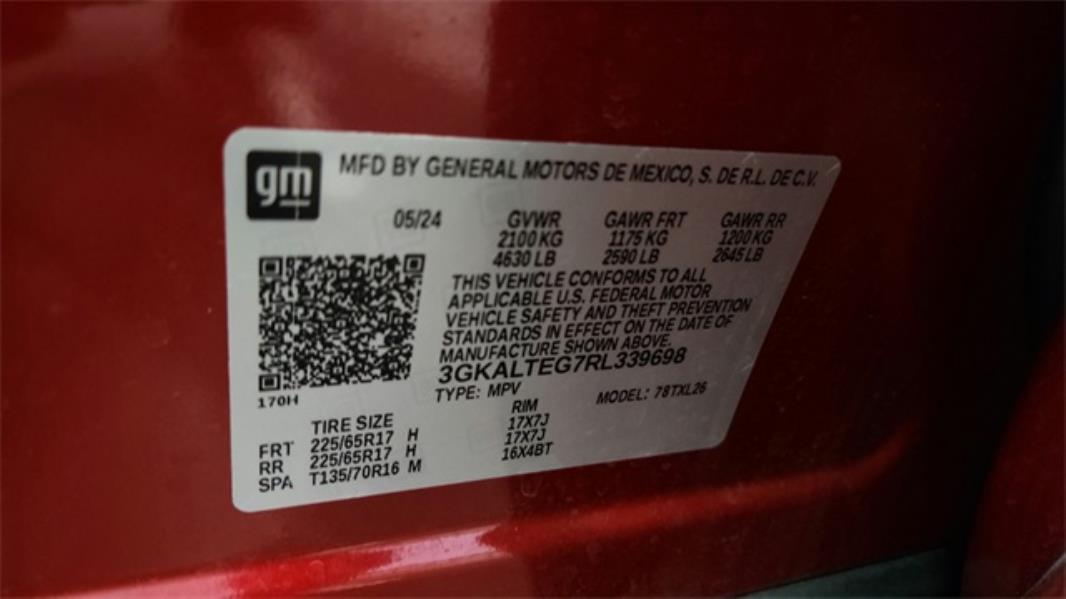 gm
MFD BY GENERAL MOTORS DE MEXICO, S. DE R.L. DE C.V.
05/24 GVWR GAWR FRT GAWR RR
2100 KG 1175 KG 1200 KG
4630 LB 2590 LB 2645 LB
THIS VEHICLE CONFORMS TO ALL
APPLICABLE U.S. FEDERAL MOTOR
VEHICLE SAFETY AND THEFT PREVENTION
STANDARDS IN EFFECT ON THE DATE OF
MANUFACTURE SHOWN ABOVE.
3GKALTEG7RL339698
TYPE: MPV MODEL: 78TXL26
170H
TIRE SIZE RIM
FRT 225/65R17 H 17X7J
RR 225/65R17 H 17X7J
SPA T135/70R16 M 16X4BT